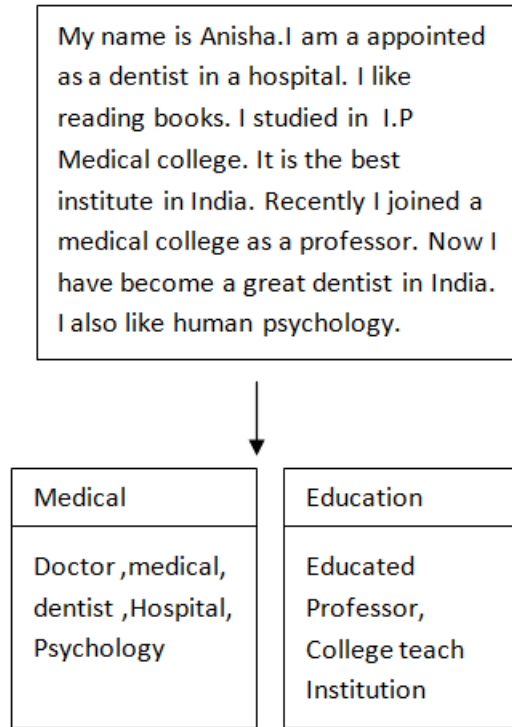 My name is Anisha.I am a appointed
as a dentist in a hospital. I like
reading books. I studied in I.P
Medical college. It is the best
institute in India. Recently I joined a
medical college as a professor. Now I
have become a great dentist in India.
I also like human psychology.
Medical
Doctor ,medical,
dentist ,Hospital,
Psychology
Education
Educated
Professor,
College teach
Institution